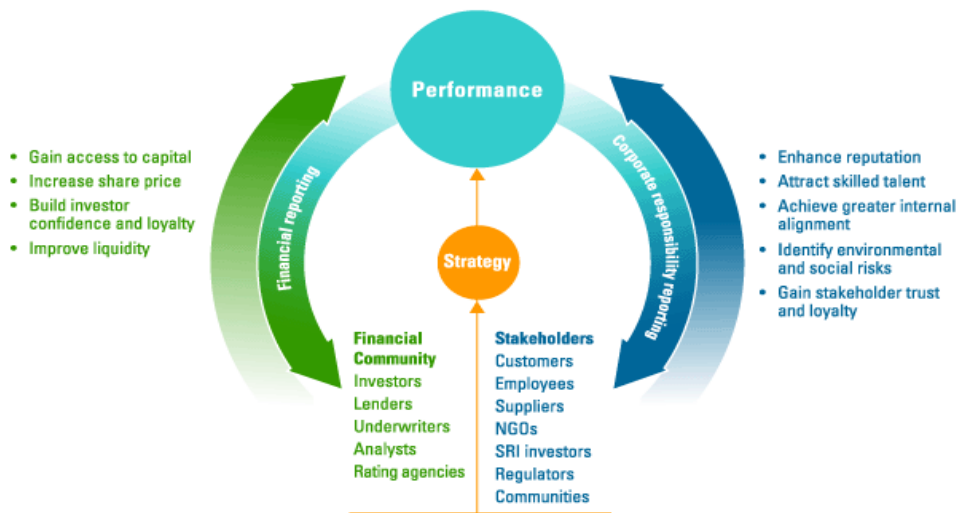 Performance
Financial reporting
Corporate responsibility reporting
• Gain access to capital
• Increase share price
• Build investor
confidence and loyalty
• Improve liquidity
• Enhance reputation
• Attract skilled talent
• Achieve greater internal
alignment
• Identify environmental
and social risks
• Gain stakeholder trust
and loyalty
Strategy
Financial
Community
Investors
Lenders
Underwriters
Analysts
Rating agencies
Stakeholders
Customers
Employees
Suppliers
NGOs
SRI investors
Regulators
Communities